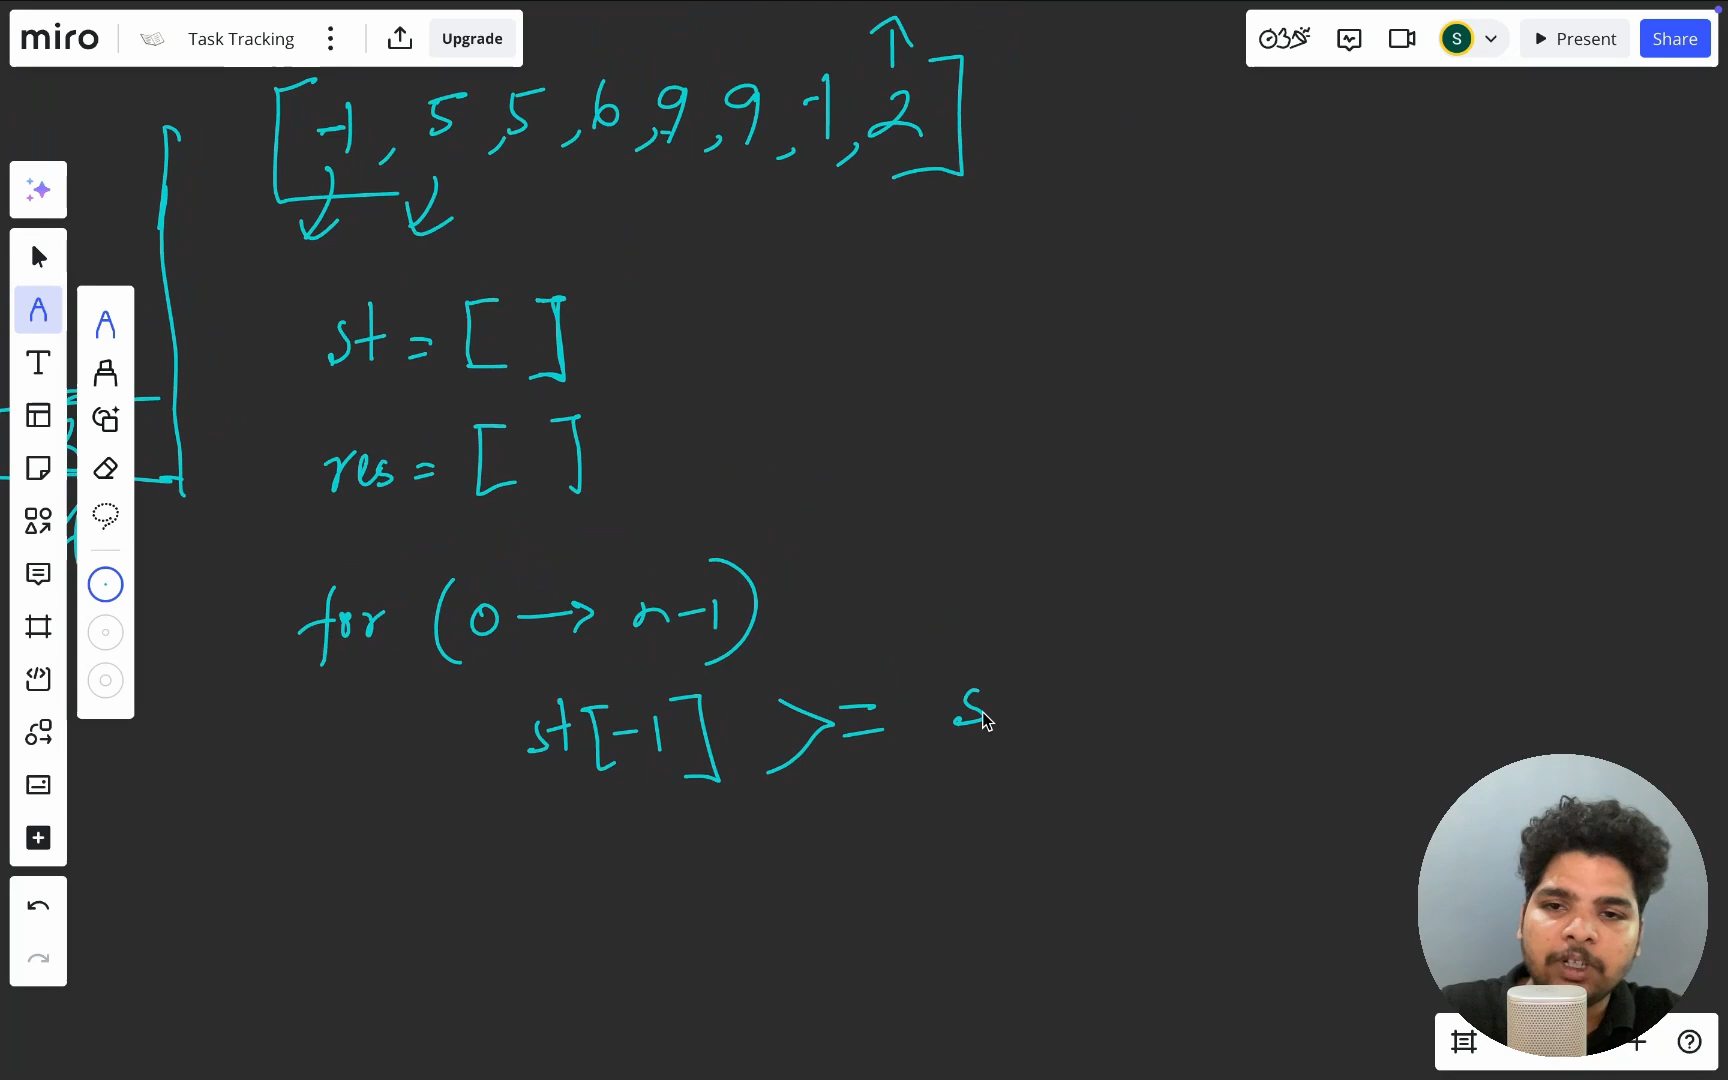 miro Task Tracking Upgrade S Present Share
[-1, 5, 5, 6, 9, 9, -1, 2]
st = [ ]
res = [ ]
for (0 → n-1)
st[-1] >= s